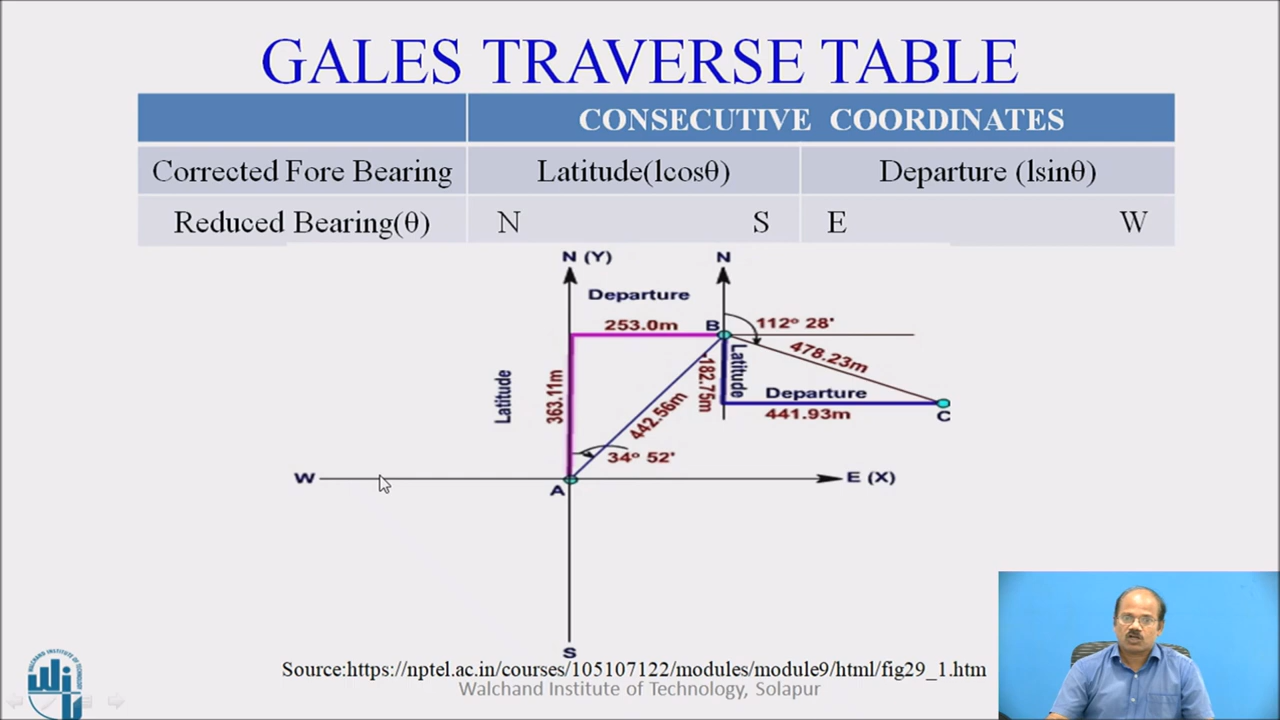 GALES TRAVERSE TABLE
CONSECUTIVE COORDINATES
Corrected Fore Bearing Latitude(lcosθ) Departure (lsinθ)
Reduced Bearing(θ) N S E W
N (Y) N
Departure
253.0m B 112° 28'
478.23m
Latitude 363.11m 182.75m Latitude
Departure
442.56m 441.93m C
34° 52'
W A E (X)
S
Source:https://nptel.ac.in/courses/105107122/modules/module9/html/fig29_1.htm
Walchand Institute of Technology, Solapur